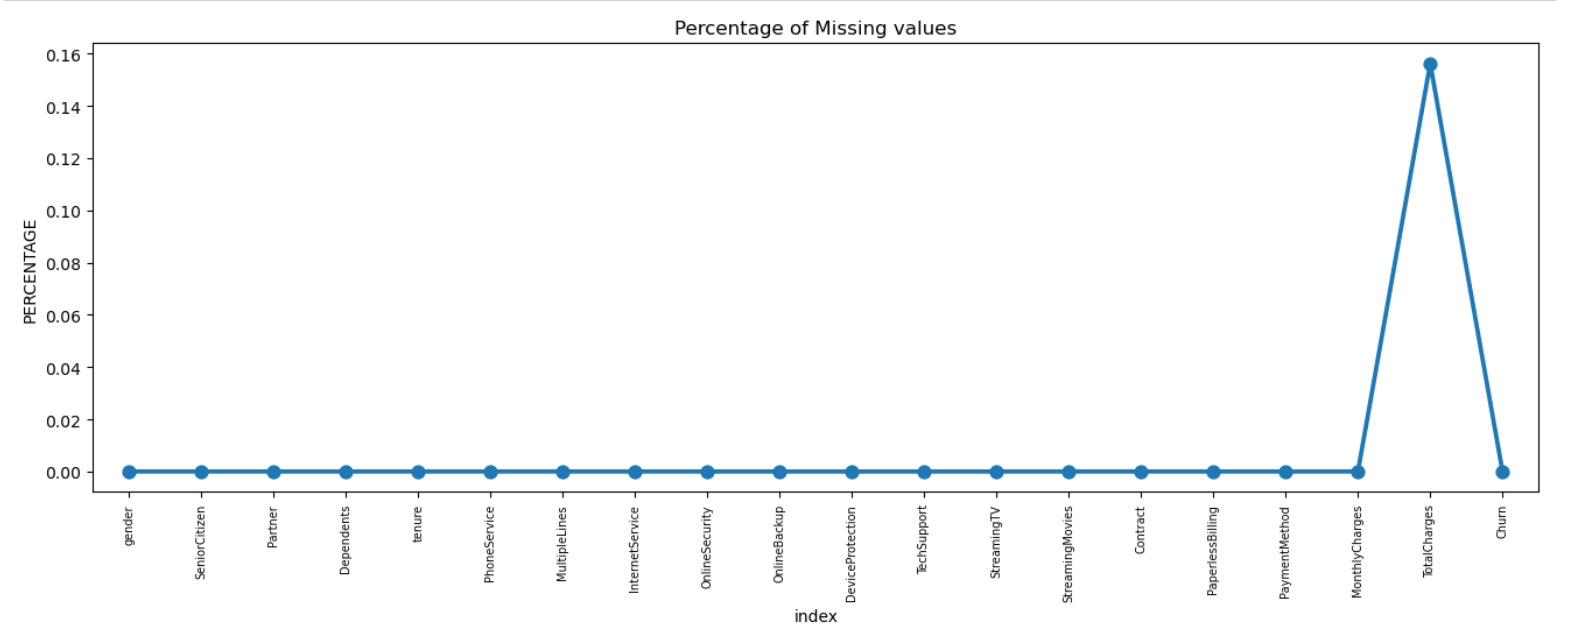 Percentage of Missing values
PERCENTAGE
0.16
0.14
0.12
0.10
0.08
0.06
0.04
0.02
0.00
gender
SeniorCitizen
Partner
Dependents
tenure
PhoneService
MultipleLines
InternetService
OnlineSecurity
OnlineBackup
DeviceProtection
TechSupport
StreamingTV
StreamingMovies
Contract
PaperlessBilling
PaymentMethod
MonthlyCharges
TotalCharges
Churn
index